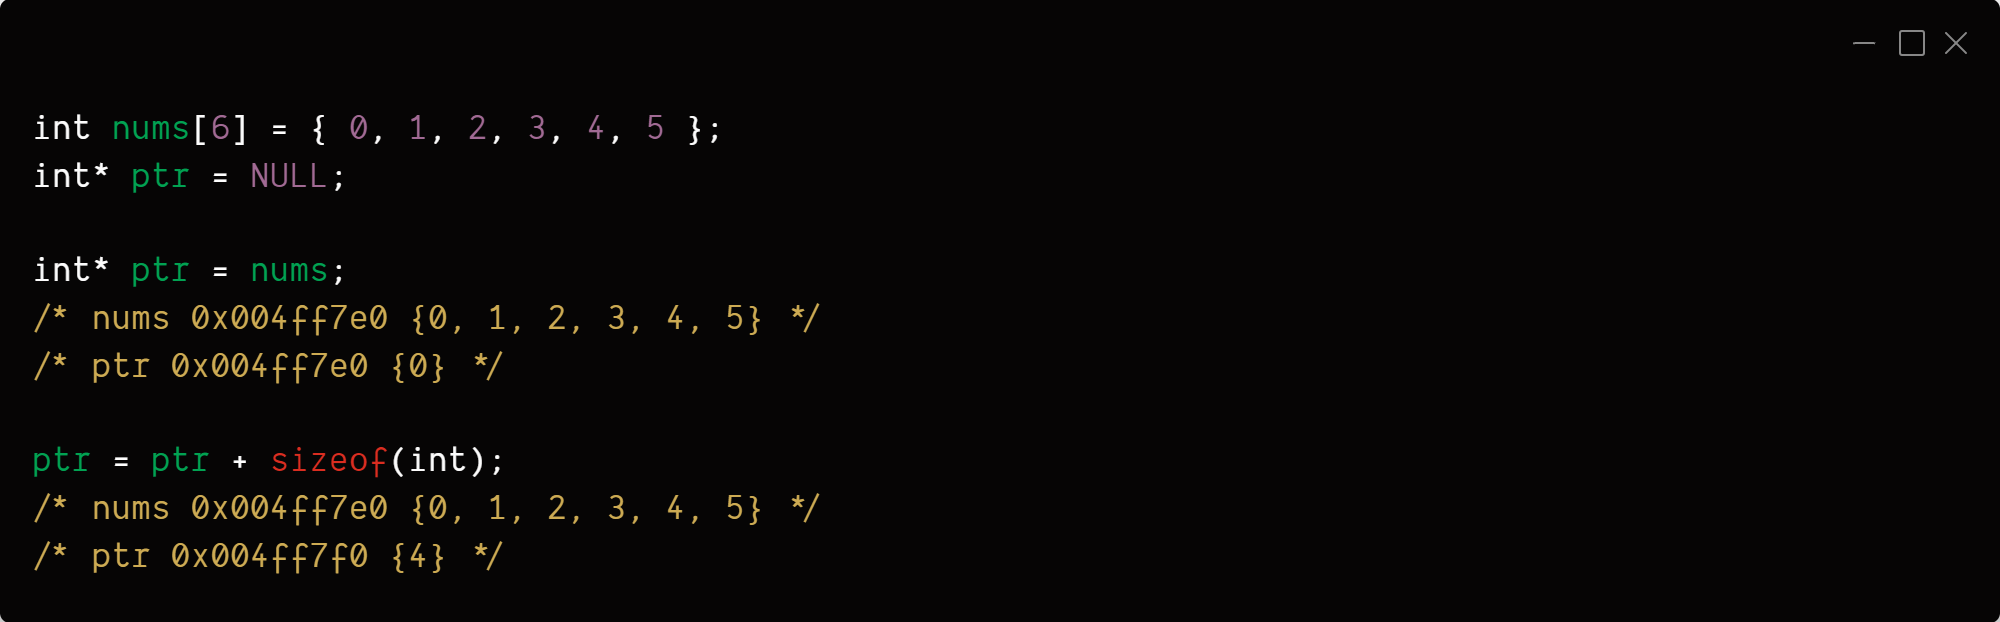 int nums[6] = { 0, 1, 2, 3, 4, 5 };
int* ptr = NULL;
int* ptr = nums;
/* nums 0x004ff7e0 {0, 1, 2, 3, 4, 5} */
/* ptr 0x004ff7e0 {0} */
ptr = ptr + sizeof(int);
/* nums 0x004ff7e0 {0, 1, 2, 3, 4, 5} */
/* ptr 0x004ff7f0 {4} */